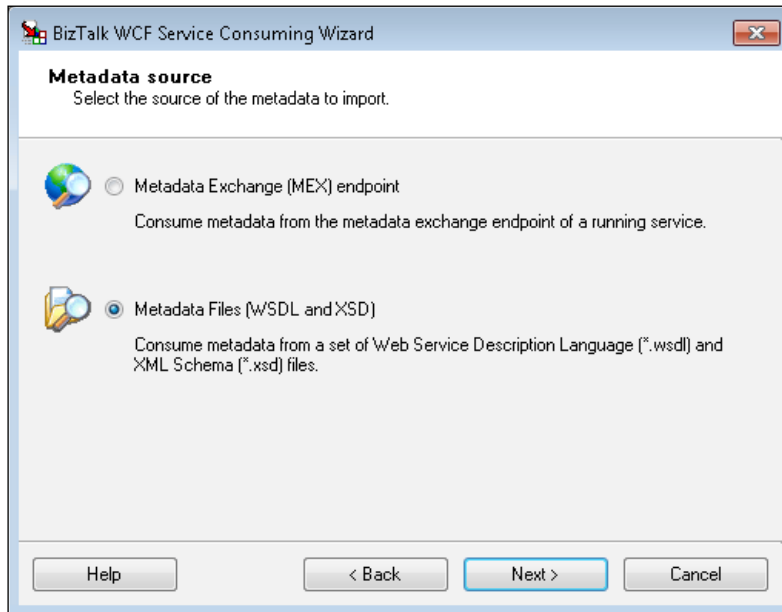 BizTalk WCF Service Consuming Wizard
Metadata source
Select the source of the metadata to import.
Metadata Exchange (MEX) endpoint
Consume metadata from the metadata exchange endpoint of a running service.
Metadata Files (WSDL and XSD)
Consume metadata from a set of Web Service Description Language (*.wsdl) and
XML Schema (*.xsd) files.
Help
< Back
Next >
Cancel